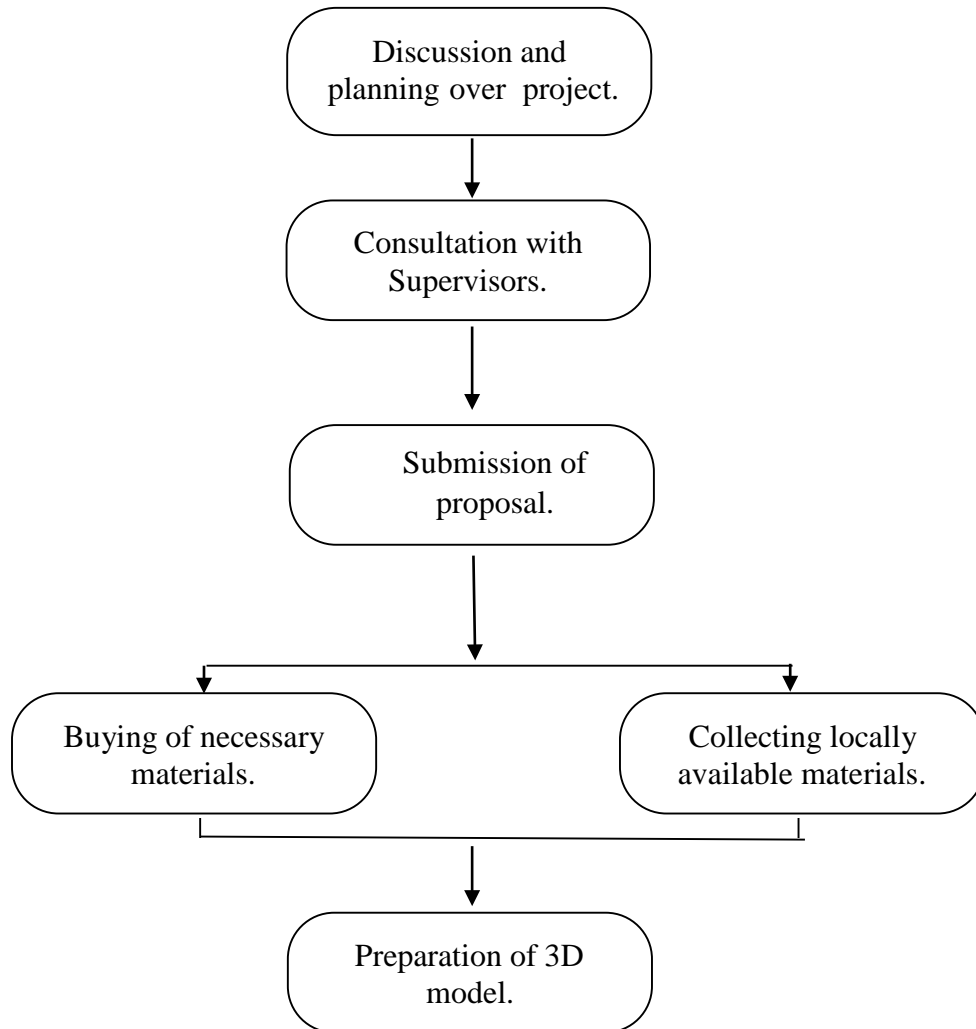 Discussion and
planning over project.
Consultation with
Supervisors.
Submission of
proposal.
Buying of necessary
materials.
Collecting locally
available materials.
Preparation of 3D
model.